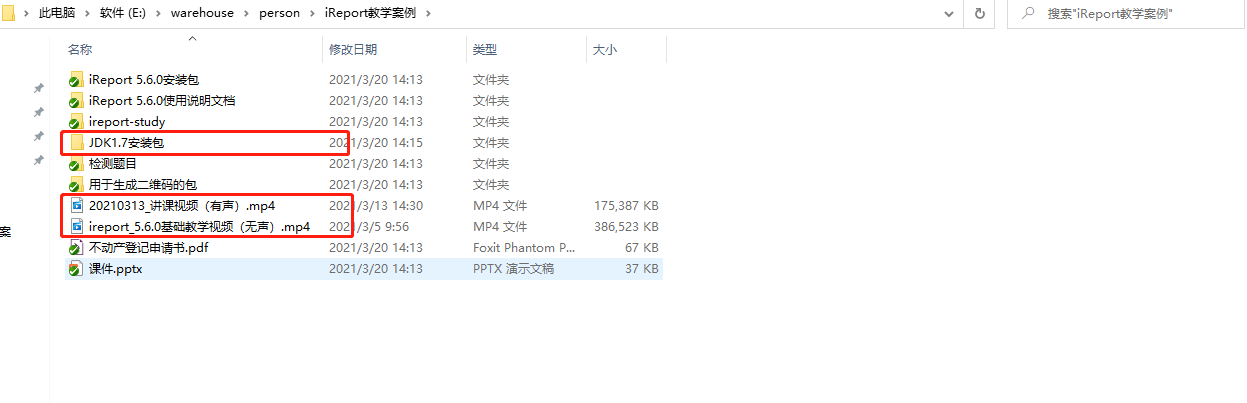 此电脑 › 软件 (E:) › warehouse › person › iReport教学案例 ›
搜索"iReport教学案例"
名称 修改日期 类型 大小
iReport 5.6.0安装包 2021/3/20 14:13 文件夹
iReport 5.6.0使用说明文档 2021/3/20 14:13 文件夹
ireport-study 2021/3/20 14:13 文件夹
JDK1.7安装包 2021/3/20 14:15 文件夹
检测题目 2021/3/20 14:13 文件夹
用于生成二维码的包 2021/3/20 14:13 文件夹
20210313_讲课视频（有声）.mp4 2021/3/13 14:30 MP4 文件 175,387 KB
ireport_5.6.0基础教学视频（无声）.mp4 2021/3/5 9:56 MP4 文件 386,523 KB
案
不动产登记申请书.pdf 2021/3/20 14:13 Foxit Phantom P... 67 KB
课件.pptx 2021/3/20 14:13 PPTX 演示文稿 37 KB